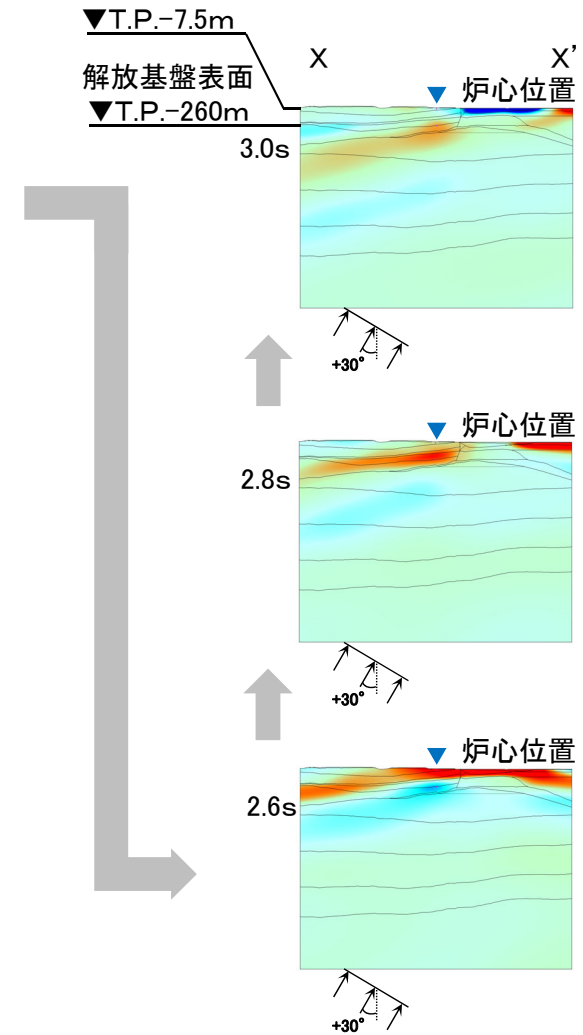 ▼T.P.-7.5m
X X'
解放基盤表面
▼T.P.-260m
▼ 炉心位置
3.0s
+30°
▼ 炉心位置
2.8s
+30°
▼ 炉心位置
2.6s
+30°